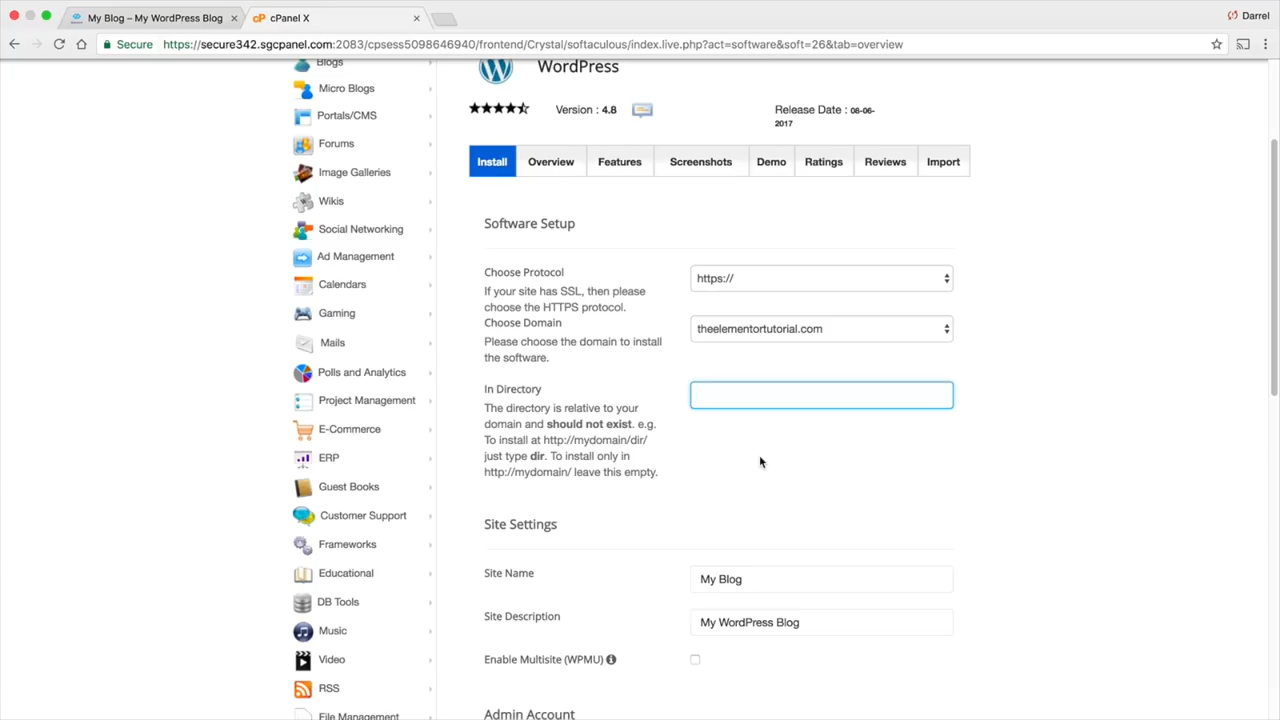 My Blog – My WordPress Blog
cPanel X
Darrel
Secure
https://secure342.sgcpanel.com:2083/cpsess5098646940/frontend/Crystal/softaculous/index.live.php?act=software&soft=26&tab=overview
Blogs
Micro Blogs
Portals/CMS
Forums
Image Galleries
Wikis
Social Networking
Ad Management
Calendars
Gaming
Mails
Polls and Analytics
Project Management
E-Commerce
ERP
Guest Books
Customer Support
Frameworks
Educational
DB Tools
Music
Video
RSS
File Management
WordPress
Version : 4.8
Release Date : 08-06-
2017
Install
Overview
Features
Screenshots
Demo
Ratings
Reviews
Import
Software Setup
Choose Protocol
If your site has SSL, then please
choose the HTTPS protocol.
https://
Choose Domain
Please choose the domain to install
the software.
theelementortutorial.com
In Directory
The directory is relative to your
domain and should not exist. e.g.
To install at http://mydomain/dir/
just type dir. To install only in
http://mydomain/ leave this empty.
Site Settings
Site Name
My Blog
Site Description
My WordPress Blog
Enable Multisite (WPMU)
Admin Account